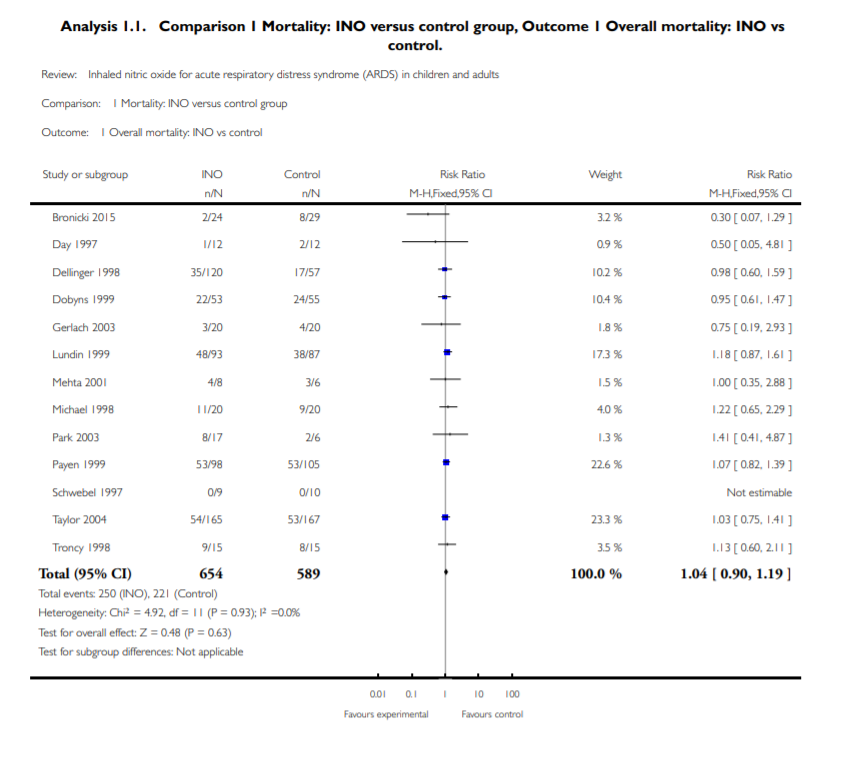 Analysis 1.1. Comparison 1 Mortality: INO versus control group, Outcome 1 Overall mortality: INO vs
control.
Review: Inhaled nitric oxide for acute respiratory distress syndrome (ARDS) in children and adults
Comparison: 1 Mortality: INO versus control group
Outcome: 1 Overall mortality: INO vs control
Study or subgroup INO Control Risk Ratio Weight Risk Ratio
n/N n/N M-H,Fixed,95% CI M-H,Fixed,95% CI
Bronicki 2015 2/24 8/29 3.2 % 0.30 [ 0.07, 1.29 ]
Day 1997 1/12 2/12 0.9 % 0.50 [ 0.05, 4.81 ]
Dellinger 1998 35/120 17/57 10.2 % 0.98 [ 0.60, 1.59 ]
Dobyns 1999 22/53 24/55 10.4 % 0.95 [ 0.61, 1.47 ]
Gerlach 2003 3/20 4/20 1.8 % 0.75 [ 0.19, 2.93 ]
Lundin 1999 48/93 38/87 17.3 % 1.18 [ 0.87, 1.61 ]
Mehta 2001 4/8 3/6 1.5 % 1.00 [ 0.35, 2.88 ]
Michael 1998 11/20 9/20 4.0 % 1.22 [ 0.65, 2.29 ]
Park 2003 8/17 2/6 1.3 % 1.41 [ 0.41, 4.87 ]
Payen 1999 53/98 53/105 22.6 % 1.07 [ 0.82, 1.39 ]
Schwebel 1997 0/9 0/10 Not estimable
Taylor 2004 54/165 53/167 23.3 % 1.03 [ 0.75, 1.41 ]
Troncy 1998 9/15 8/15 3.5 % 1.13 [ 0.60, 2.11 ]
Total (95% CI) 654 589 100.0 % 1.04 [ 0.90, 1.19 ]
Total events: 250 (INO), 221 (Control)
Heterogeneity: Chi² = 4.92, df = 11 (P = 0.93); I² =0.0%
Test for overall effect: Z = 0.48 (P = 0.63)
Test for subgroup differences: Not applicable
0.01 0.1 1 10 100
Favours experimental Favours control